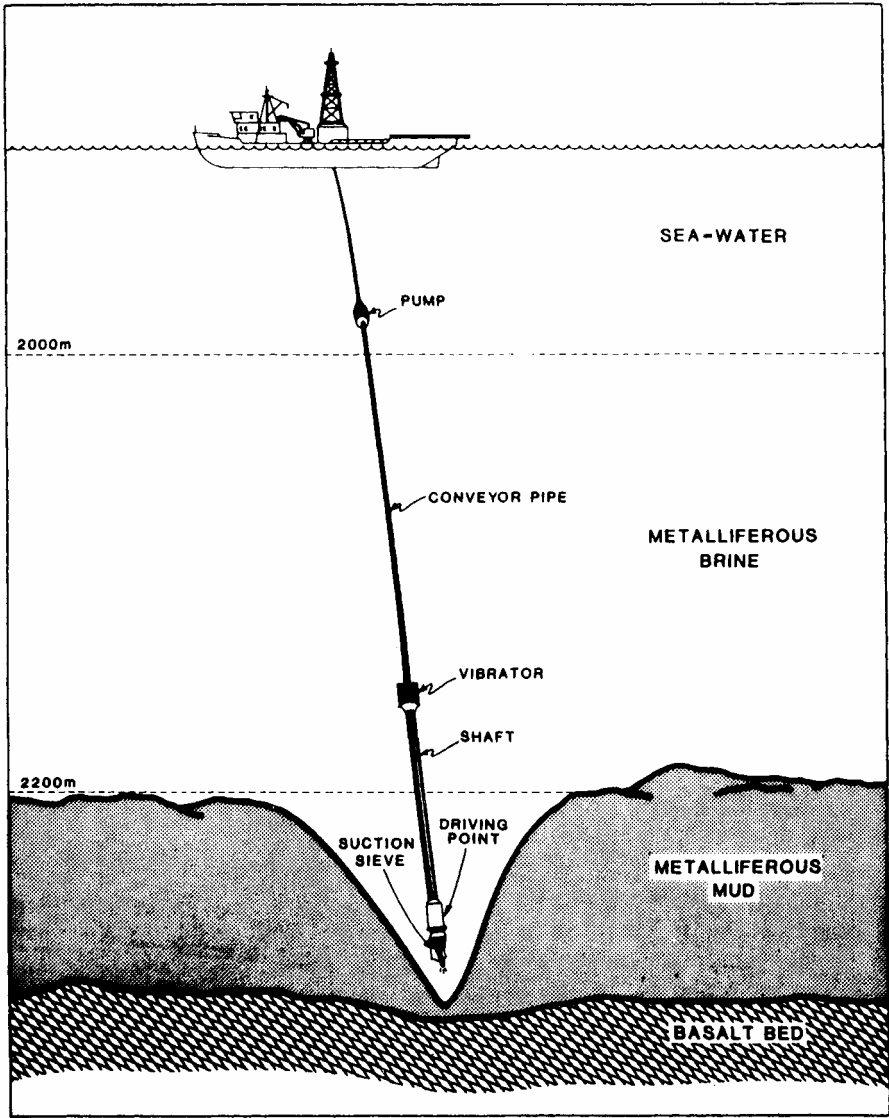 SEA-WATER
PUMP
2000m
CONVEYOR PIPE
METALLIFEROUS
BRINE
VIBRATOR
SHAFT
2200m
DRIVING
POINT
SUCTION
SIEVE
METALLIFEROUS
MUD
BASALT BED